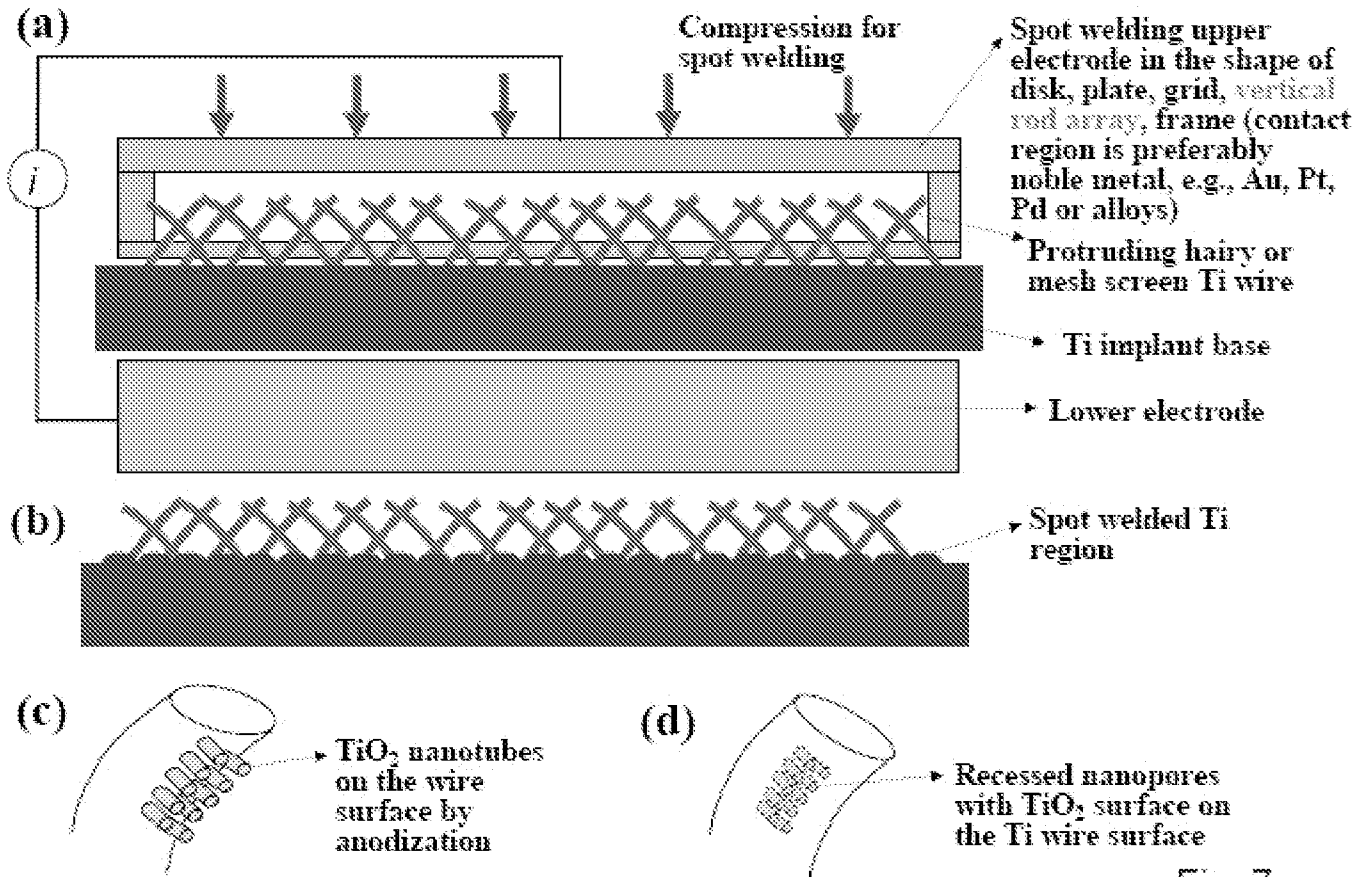 (a)
Compression for
spot welding
Spot welding upper
electrode in the shape of
disk, plate, grid, vertical
rod array, frame (contact
region is preferably
noble metal, e.g., Au, Pt,
Pd or alloys)
i
Protruding hairy or
mesh screen Ti wire
Ti implant base
Lower electrode
(b)
Spot welded Ti
region
(c)
TiO₂ nanotubes
on the wire
surface by
anodization
(d)
Recessed nanopores
with TiO₂ surface on
the Ti wire surface